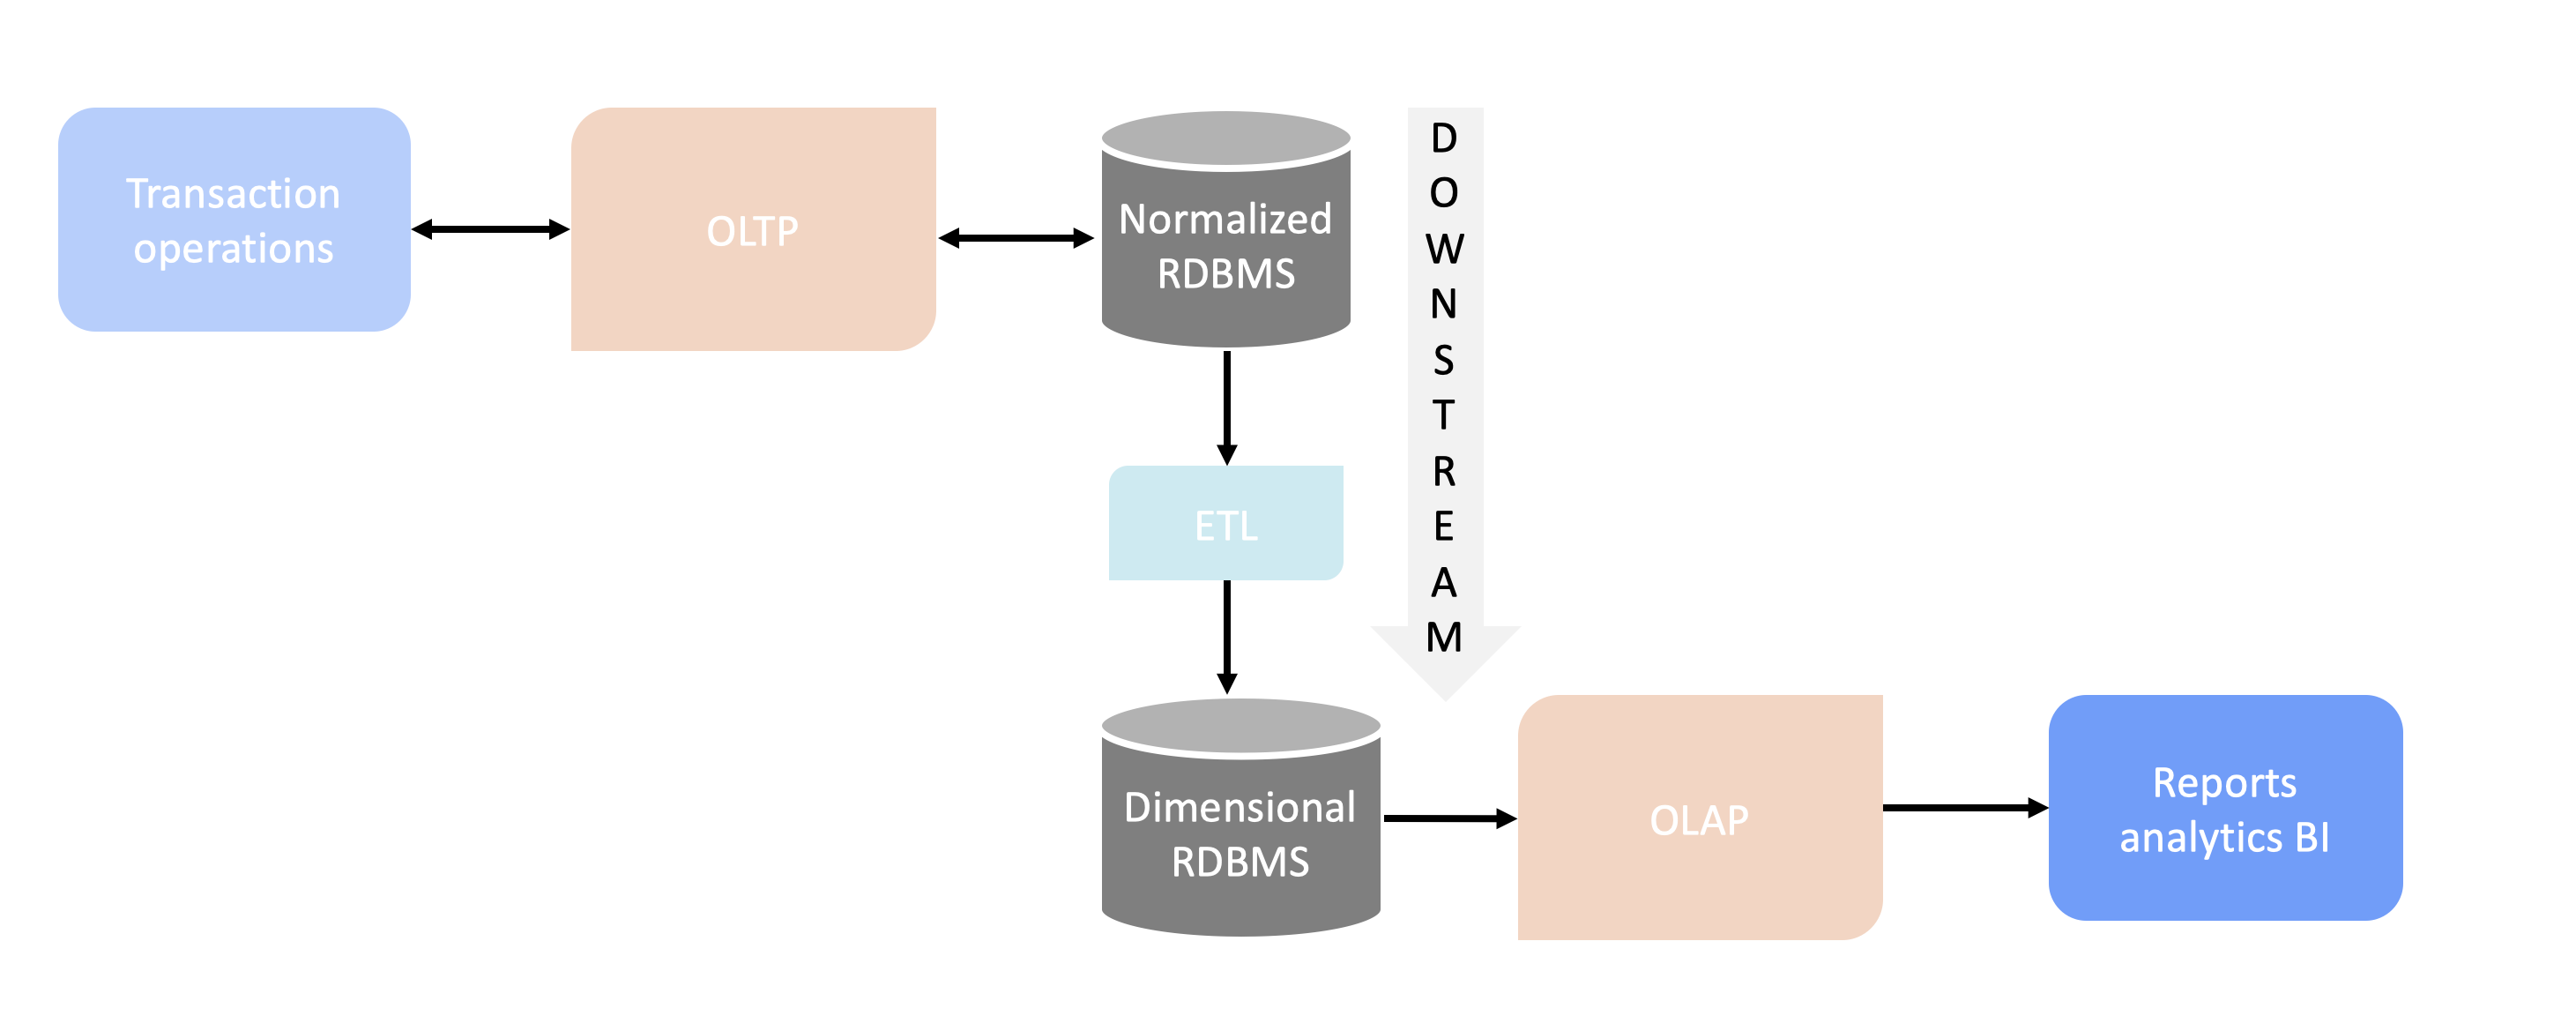 Transaction
operations
OLTP
Normalized
RDBMS
D
O
W
N
S
T
R
E
A
M
ETL
Dimensional
RDBMS
OLAP
Reports
analytics BI